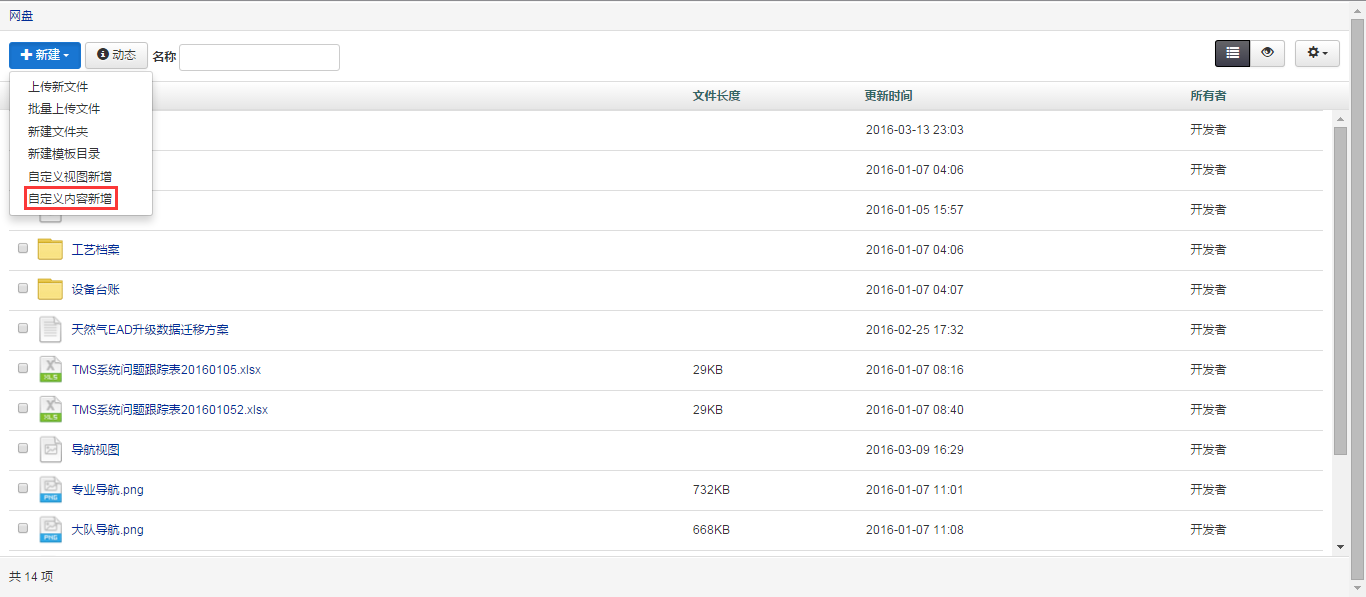 网盘
新建 动态 名称
上传新文件
批量上传文件
新建文件夹
新建模板目录
自定义视图新增
自定义内容新增
文件长度 更新时间 所有者
2016-03-13 23:03 开发者
2016-01-07 04:06 开发者
2016-01-05 15:57 开发者
工艺档案 2016-01-07 04:06 开发者
设备台账 2016-01-07 04:07 开发者
天然气EAD升级数据迁移方案 2016-02-25 17:32 开发者
XLS TMS系统问题跟踪表20160105.xlsx 29KB 2016-01-07 08:16 开发者
XLS TMS系统问题跟踪表201601052.xlsx 29KB 2016-01-07 08:40 开发者
导航视图 2016-03-09 16:29 开发者
PNG 专业导航.png 732KB 2016-01-07 11:01 开发者
PNG 大队导航.png 668KB 2016-01-07 11:08 开发者
共 14 项